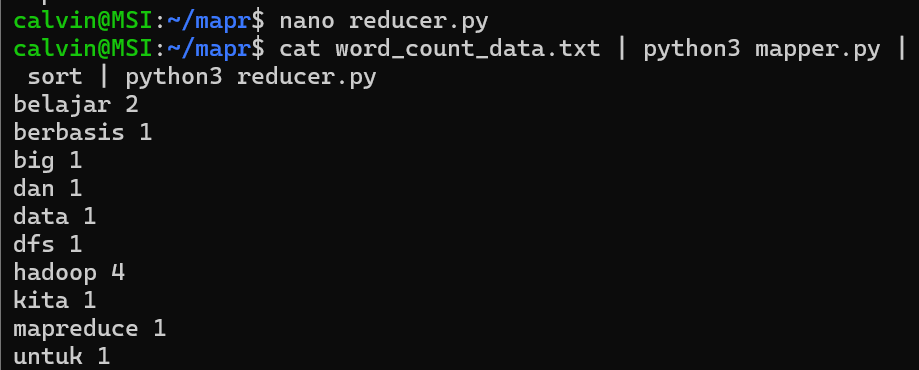 calvin@MSI:~/mapr$ nano reducer.py
calvin@MSI:~/mapr$ cat word_count_data.txt | python3 mapper.py |
sort | python3 reducer.py
belajar 2
berbasis 1
big 1
dan 1
data 1
dfs 1
hadoop 4
kita 1
mapreduce 1
untuk 1